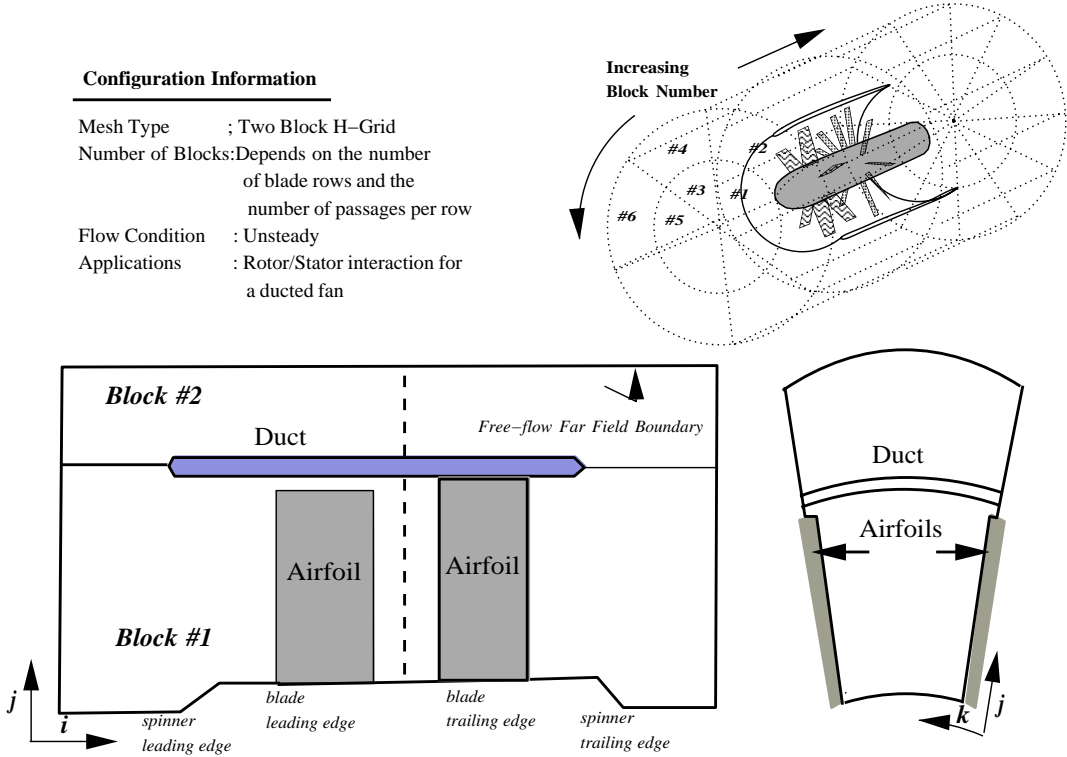 Configuration Information
Mesh Type ; Two Block H−Grid
Number of Blocks:Depends on the number
of blade rows and the
number of passages per row
Flow Condition : Unsteady
Applications : Rotor/Stator interaction for
a ducted fan
Increasing
Block Number
#4
#2
#3
#1
#6
#5
Block #2
Free−flow Far Field Boundary
Duct
Airfoil
Airfoil
Block #1
j
i
spinner
leading edge
blade
leading edge
blade
trailing edge
spinner
trailing edge
Duct
Airfoils
k
j